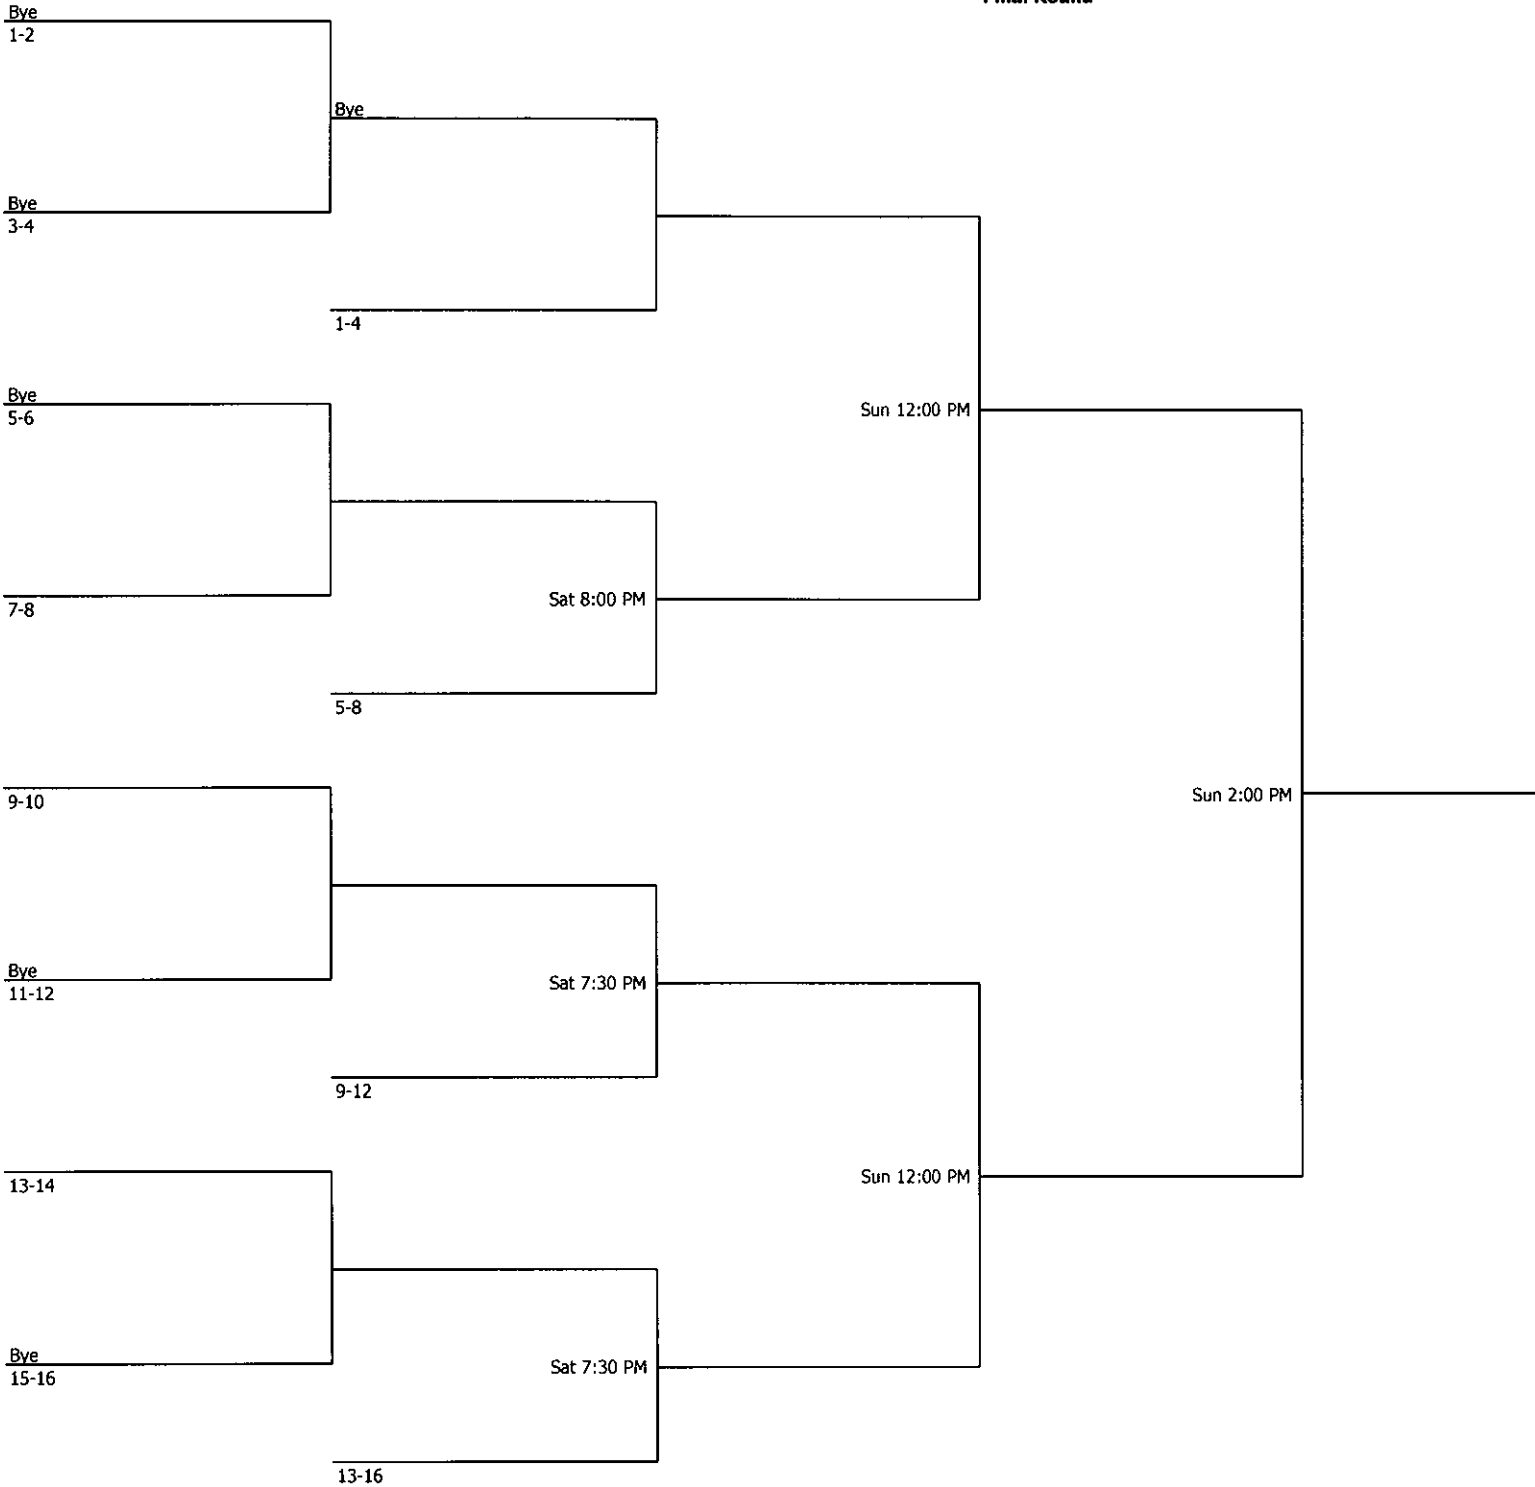 Bye
1-2
Bye
Bye
3-4
1-4
Bye
5-6
Sun 12:00 PM
7-8
Sat 8:00 PM
5-8
9-10
Sun 2:00 PM
Bye
11-12
Sat 7:30 PM
9-12
13-14
Sun 12:00 PM
Bye
15-16
Sat 7:30 PM
13-16